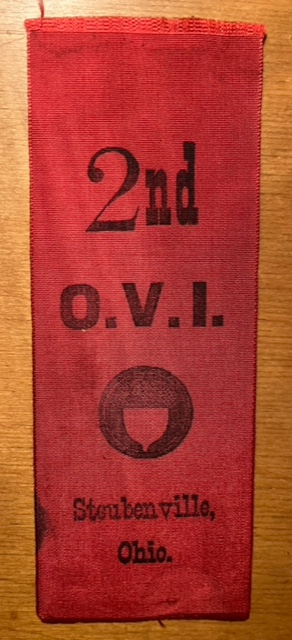 2nd
O.V.I.
Steubenville,
Ohio.